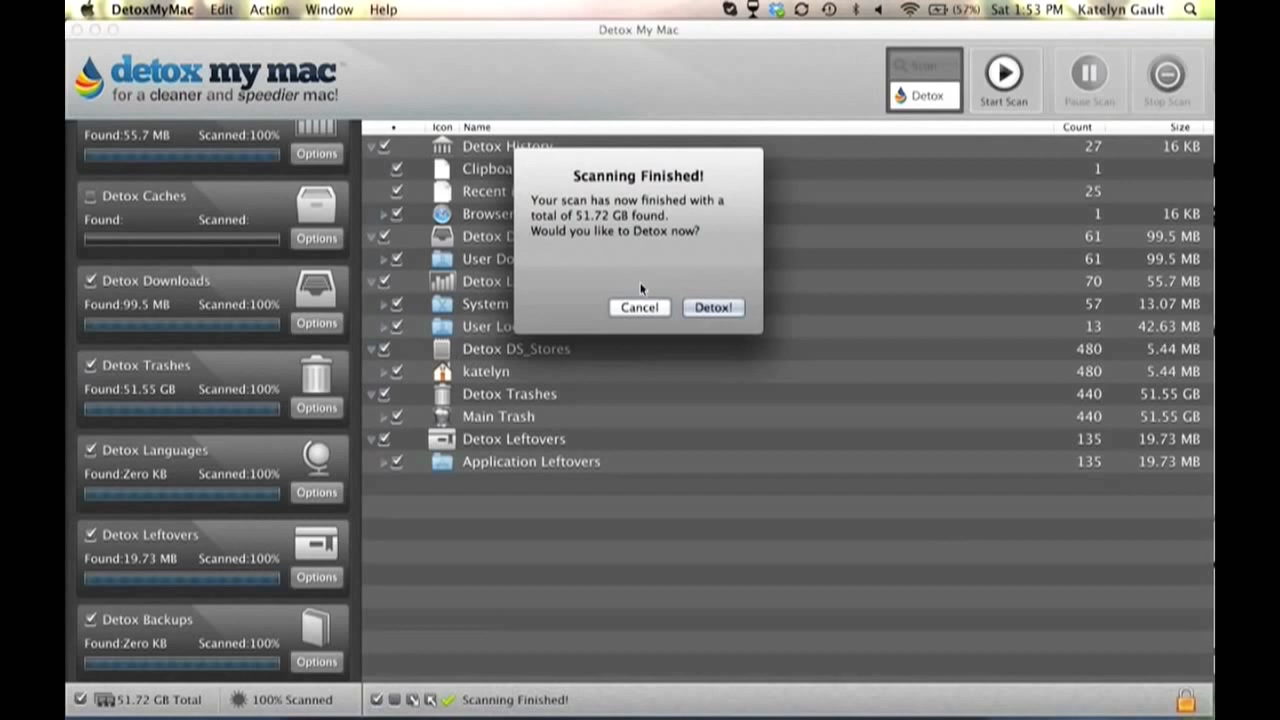 DetoxMyMac Edit Action Window Help (57%) Sat 1:53 PM Katelyn Gault
Detox My Mac
detox my mac
for a cleaner and speedier mac!
Scan
Detox
Start Scan
Pause Scan
Stop Scan
Found:55.7 MB Scanned:100%
Options
Detox Caches
Found: Scanned:
Options
Detox Downloads
Found:99.5 MB Scanned:100%
Options
Detox Trashes
Found:51.55 GB Scanned:100%
Options
Detox Languages
Found:Zero KB Scanned:100%
Options
Detox Leftovers
Found:19.73 MB Scanned:100%
Options
Detox Backups
Found:Zero KB Scanned:100%
Options
Icon Name Count Size
Detox History 27 16 KB
Clipboa 1
Recent 25
Browser 1 16 KB
Detox D 61 99.5 MB
User Do 61 99.5 MB
Detox L 70 55.7 MB
System 57 13.07 MB
User Lo 13 42.63 MB
Detox DS_Stores 480 5.44 MB
katelyn 480 5.44 MB
Detox Trashes 440 51.55 GB
Main Trash 440 51.55 GB
Detox Leftovers 135 19.73 MB
Application Leftovers 135 19.73 MB
Scanning Finished!
Your scan has now finished with a
total of 51.72 GB found.
Would you like to Detox now?
Cancel Detox!
51.72 GB Total 100% Scanned Scanning Finished!